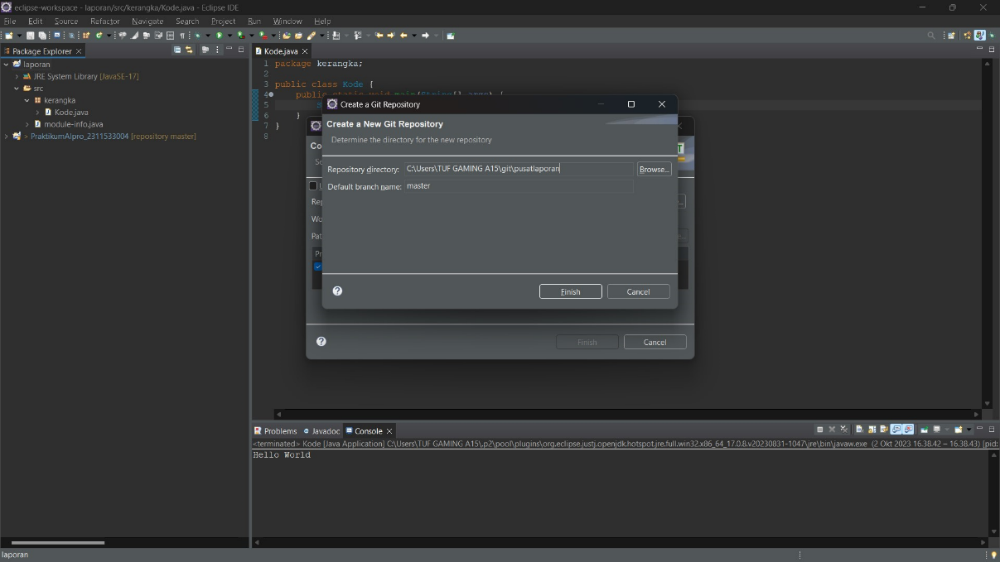 eclipse-workspace - laporan/src/kerangka/Kode.java - Eclipse IDE
File Edit Source Refactor Navigate Search Project Run Window Help
Package Explorer
laporan
JRE System Library [JavaSE-17]
src
kerangka
Kode.java
module-info.java
> PraktikumAlpro_2311533004 [repository master]
Kode.java
1 package kerangka;
2
3 public class Kode {
4 public static void main(String[] args) {
5
6 }
7 }
8
Create a Git Repository
Create a New Git Repository
Determine the directory for the new repository
Repository directory: C:\Users\TUF GAMING A15\git\pusatlaporan
Browse...
Default branch name: master
Finish Cancel
Finish Cancel
Problems Javadoc Console
<terminated> Kode [Java Application] C:\Users\TUF GAMING A15\.p2\pool\plugins\org.eclipse.justj.openjdk.hotspot.jre.full.win32.x86_64_17.0.8.v20230831-1047\jre\bin\javaw.exe (2 Okt 2023 16.38.42 – 16.38.43) [pid:
Hello World
laporan